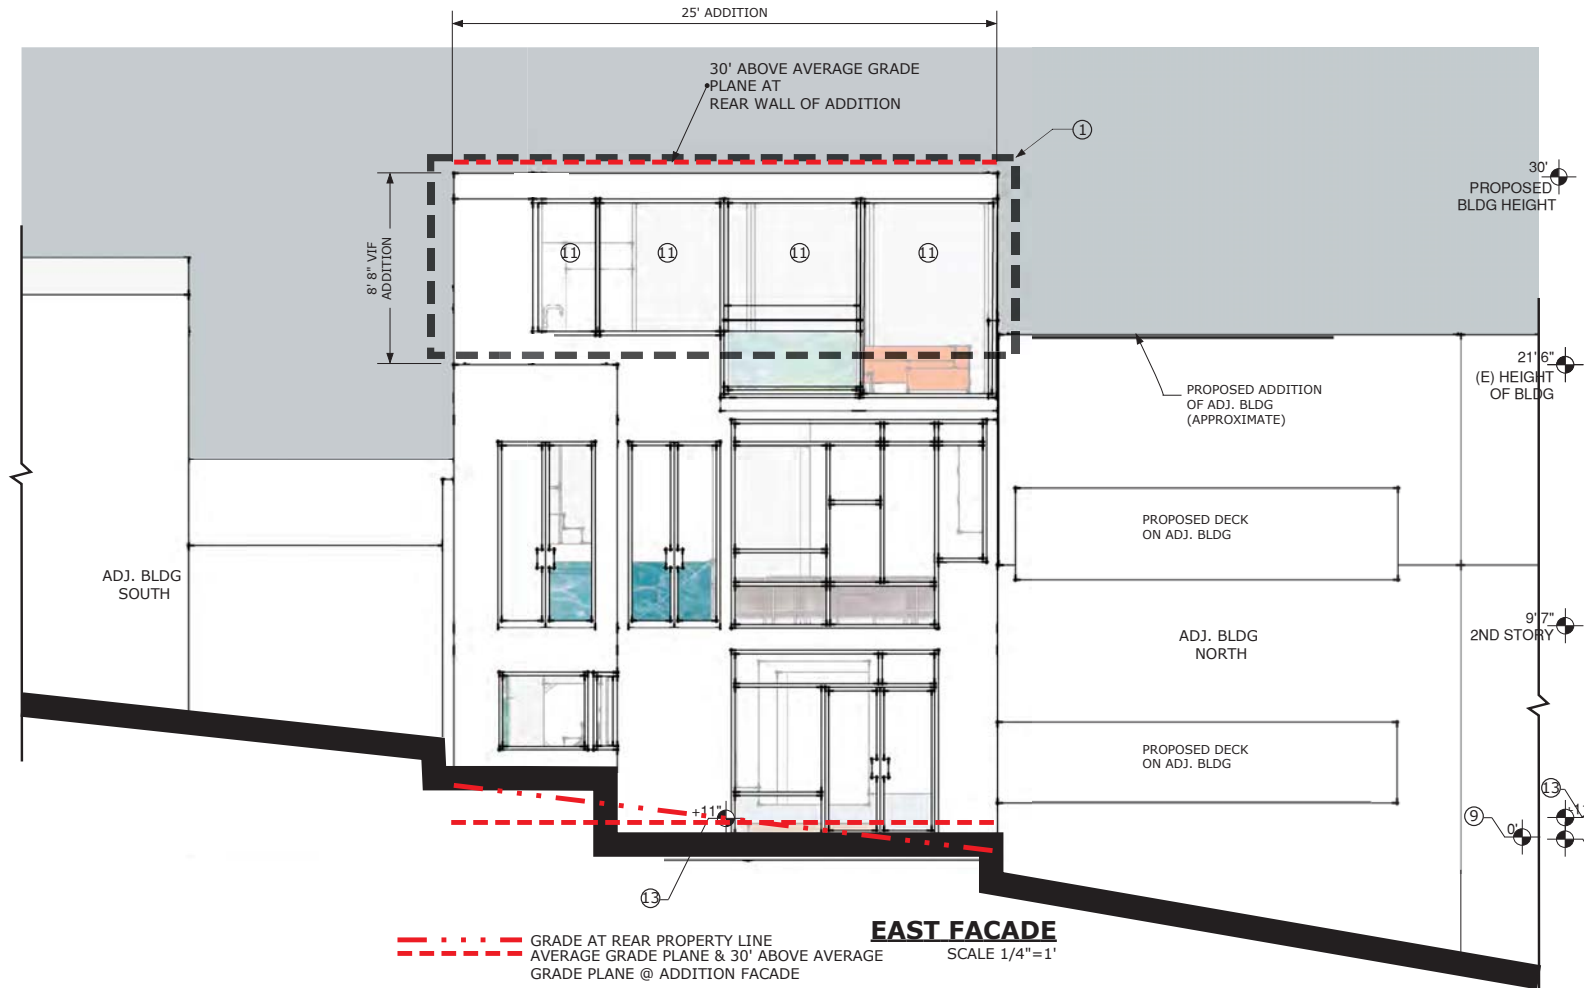 25' ADDITION
30' ABOVE AVERAGE GRADE
PLANE AT
REAR WALL OF ADDITION
1
30'
PROPOSED
BLDG HEIGHT
8' 8" VIF
ADDITION
11
11
11
11
21'6"
(E) HEIGHT
OF BLDG
PROPOSED ADDITION
OF ADJ. BLDG
(APPROXIMATE)
PROPOSED DECK
ON ADJ. BLDG
ADJ. BLDG
SOUTH
9'7"
2ND STORY
ADJ. BLDG
NORTH
PROPOSED DECK
ON ADJ. BLDG
13
+11"
9
0'
13
EAST FACADE
SCALE 1/4"=1'
GRADE AT REAR PROPERTY LINE
AVERAGE GRADE PLANE & 30' ABOVE AVERAGE
GRADE PLANE @ ADDITION FACADE